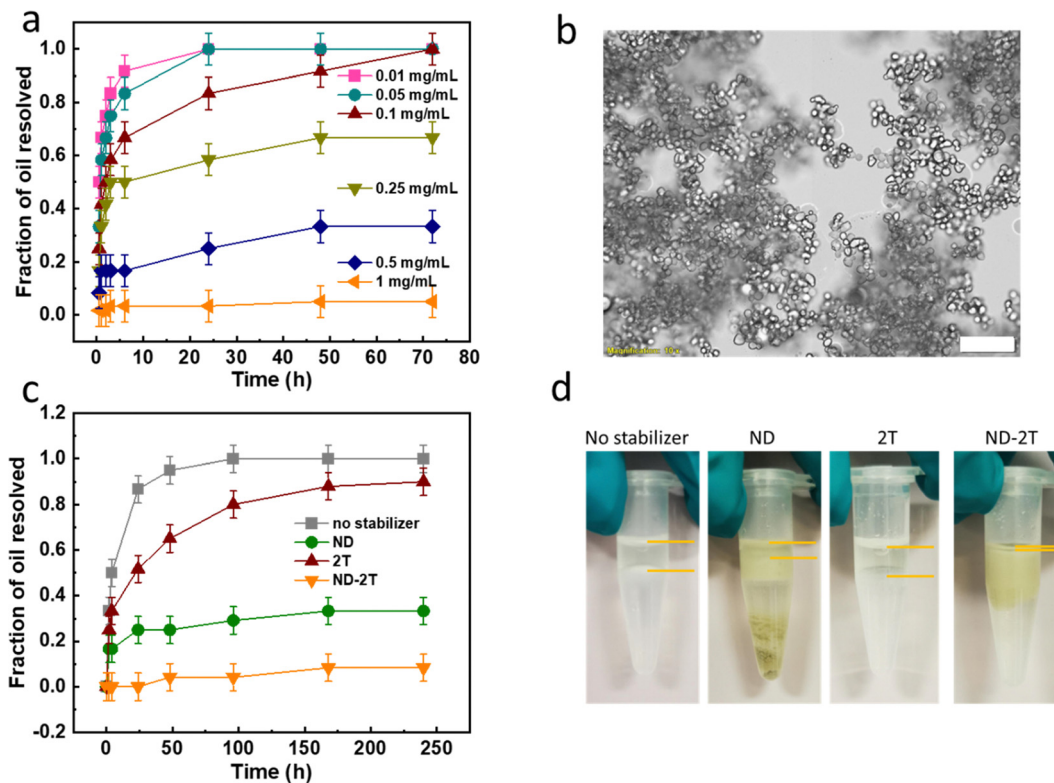 a
Fraction of oil resolved
1.0
0.8
0.6
0.4
0.2
0.0
0.01 mg/mL
0.05 mg/mL
0.1 mg/mL
0.25 mg/mL
0.5 mg/mL
1 mg/mL
0 10 20 30 40 50 60 70 80
Time (h)
b
Magnification: 10 x
c
Fraction of oil resolved
1.2
1.0
0.8
0.6
0.4
0.2
0.0
-0.2
no stabilizer
ND
2T
ND-2T
0 50 100 150 200 250
Time (h)
d
No stabilizer ND 2T ND-2T